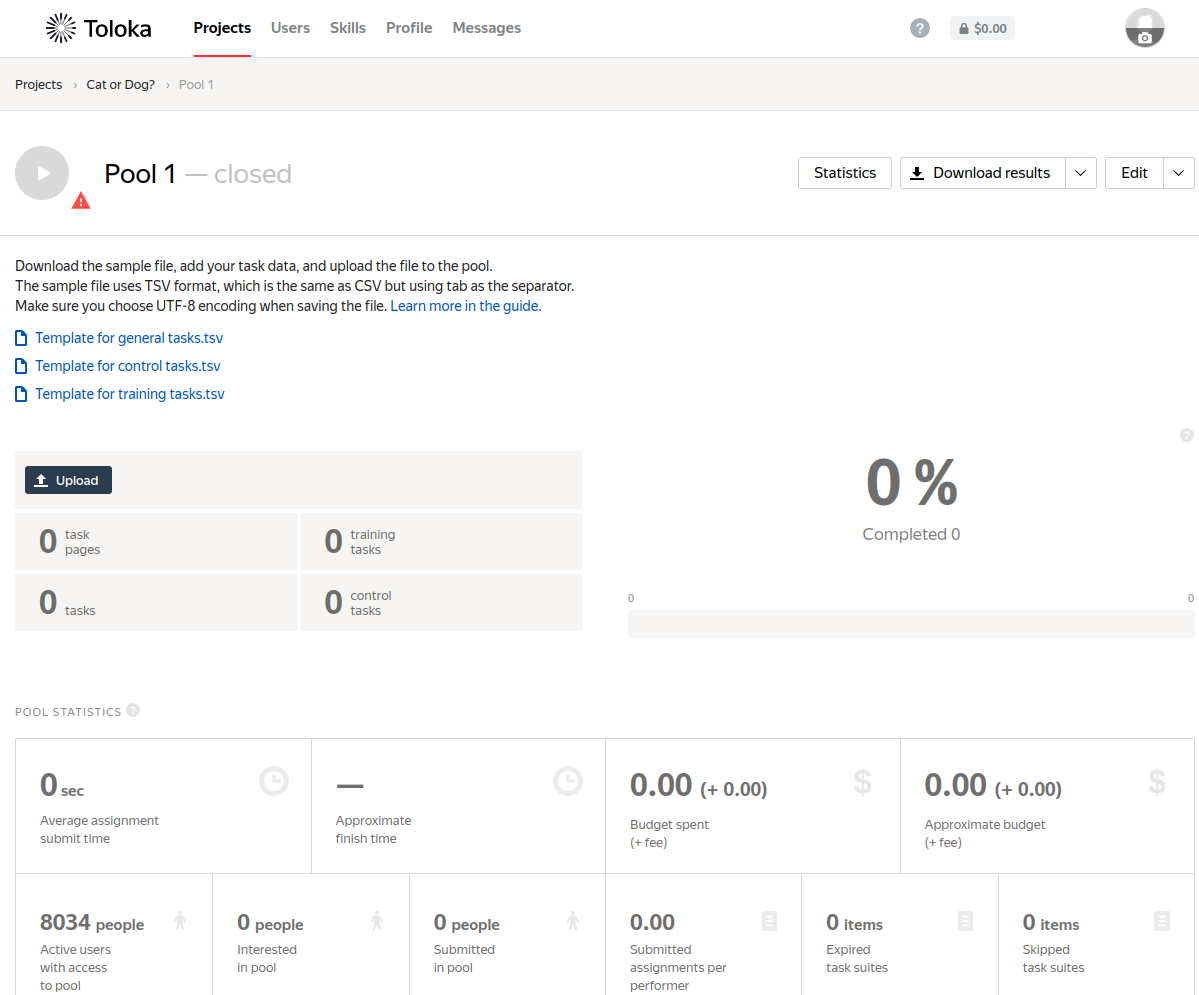 Toloka
Projects Users Skills Profile Messages
? $0.00
Projects › Cat or Dog? › Pool 1
Pool 1 — closed
Statistics Download results Edit
Download the sample file, add your task data, and upload the file to the pool.
The sample file uses TSV format, which is the same as CSV but using tab as the separator.
Make sure you choose UTF-8 encoding when saving the file. Learn more in the guide.
Template for general tasks.tsv
Template for control tasks.tsv
Template for training tasks.tsv
?
Upload
0 task
pages
0 training
tasks
0 tasks
0 control
tasks
0 %
Completed 0
0 0
POOL STATISTICS ?
0 sec
Average assignment
submit time
—
Approximate
finish time
0.00 (+ 0.00)
$
Budget spent
(+ fee)
0.00 (+ 0.00)
$
Approximate budget
(+ fee)
8034 people
Active users
with access
to pool
0 people
Interested
in pool
0 people
Submitted
in pool
0.00
Submitted
assignments per
performer
0 items
Expired
task suites
0 items
Skipped
task suites